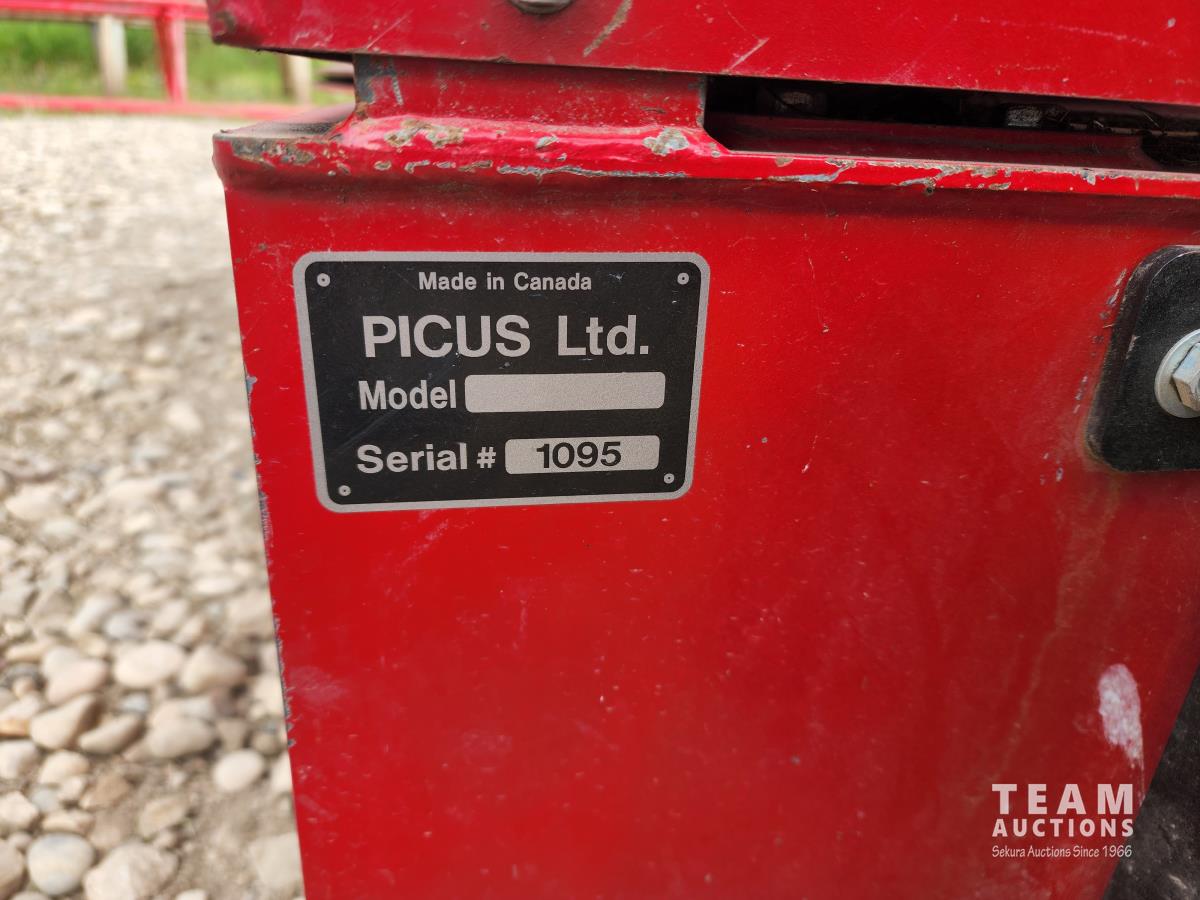 Made in Canada
PICUS Ltd.
Model
Serial # 1095
TEAM
AUCTIONS
Sekura Auctions Since 1966